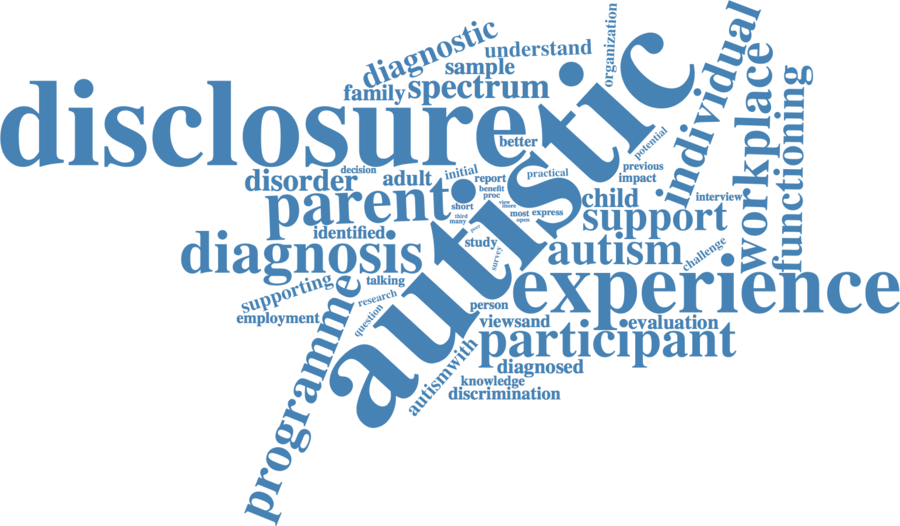 organization
diagnostic
understand
sample
family
spectrum
individual
workplace
functioning
disclosure
autistic
better
potential
decision
disorder
adult
initial
report
practical
previous
impact
benefit
proc
parent
child
interview
short
view
more
most
express
open
third
many
support
identified
peer
study
survey
diagnosis
autism
challenge
talking
supporting
research
experience
employment
question
person
programme
viewsand
evaluation
participant
autismwith
diagnosed
knowledge
discrimination